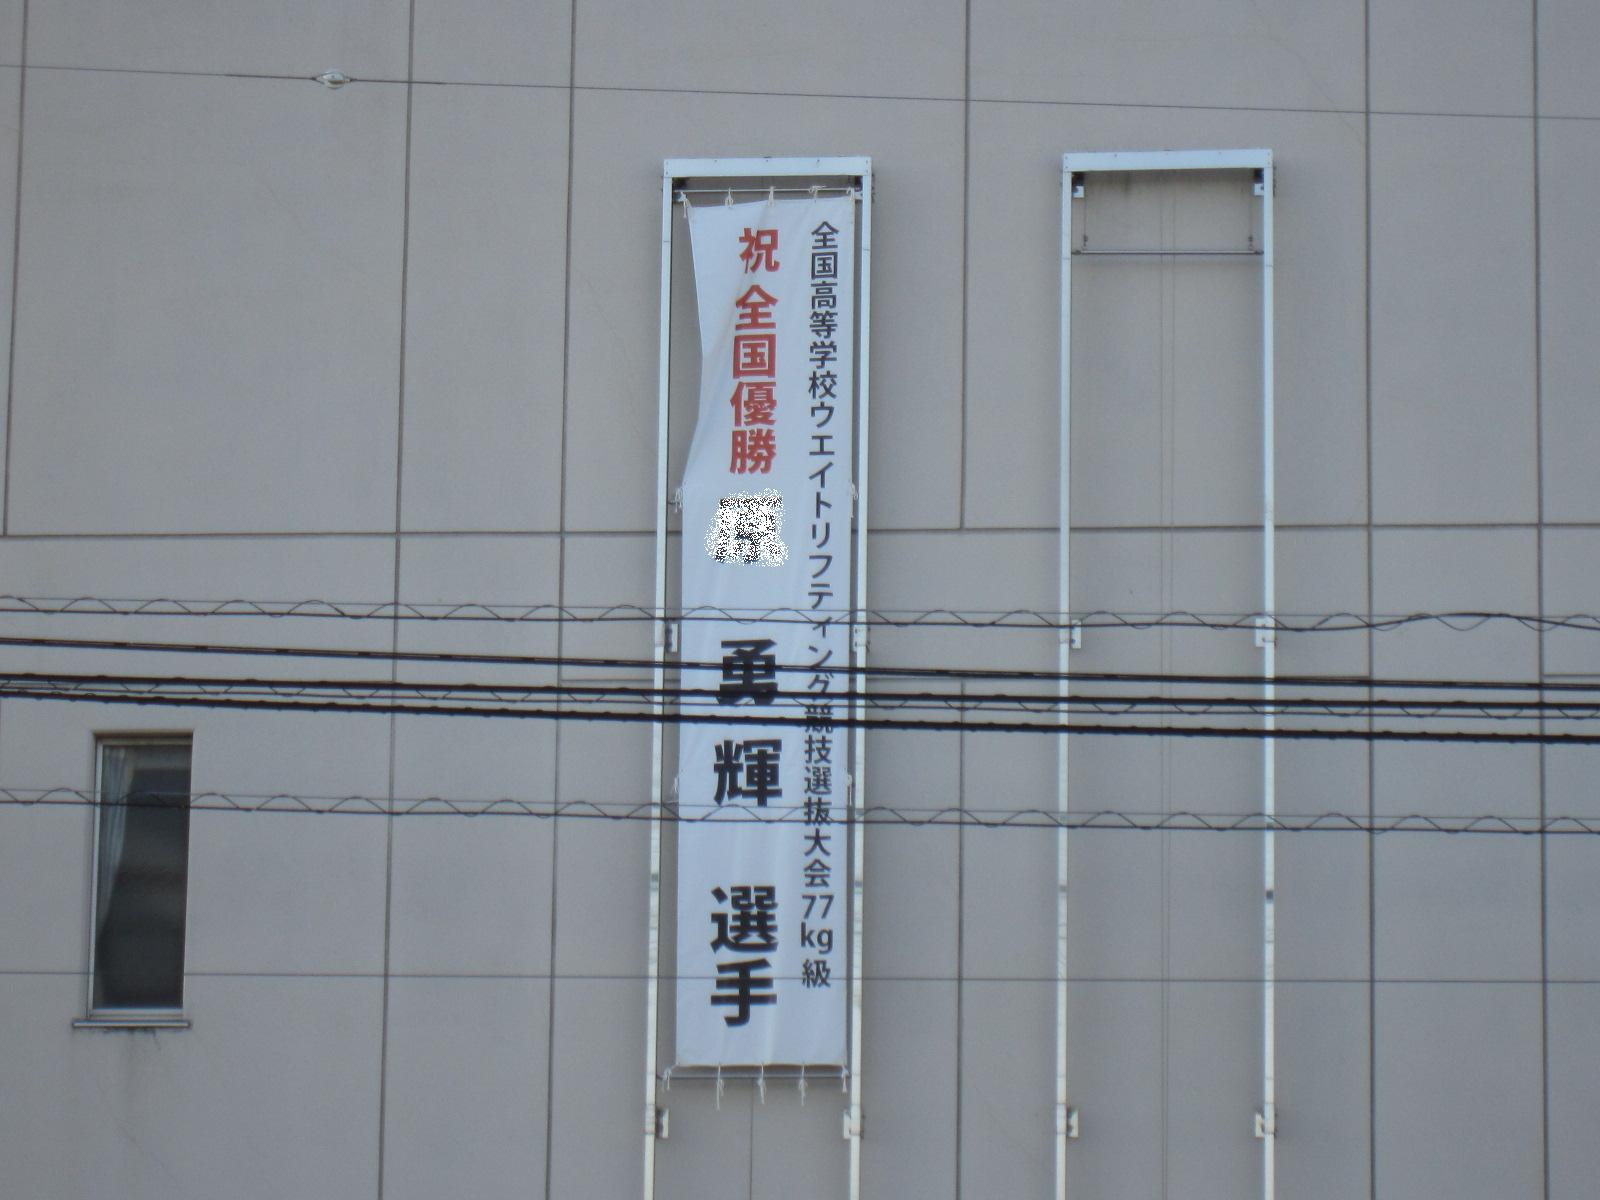 全国高等学校ウエイトリフティング競技選抜大会77kg級
祝 全国優勝 勇輝 選手